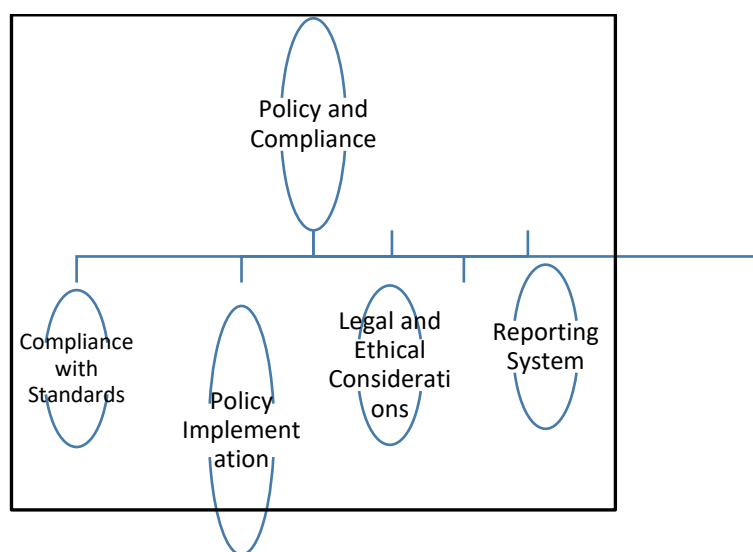 Policy and
Compliance
Compliance
with
Standards
Policy
Implement
ation
Legal and
Ethical
Considerati
ons
Reporting
System